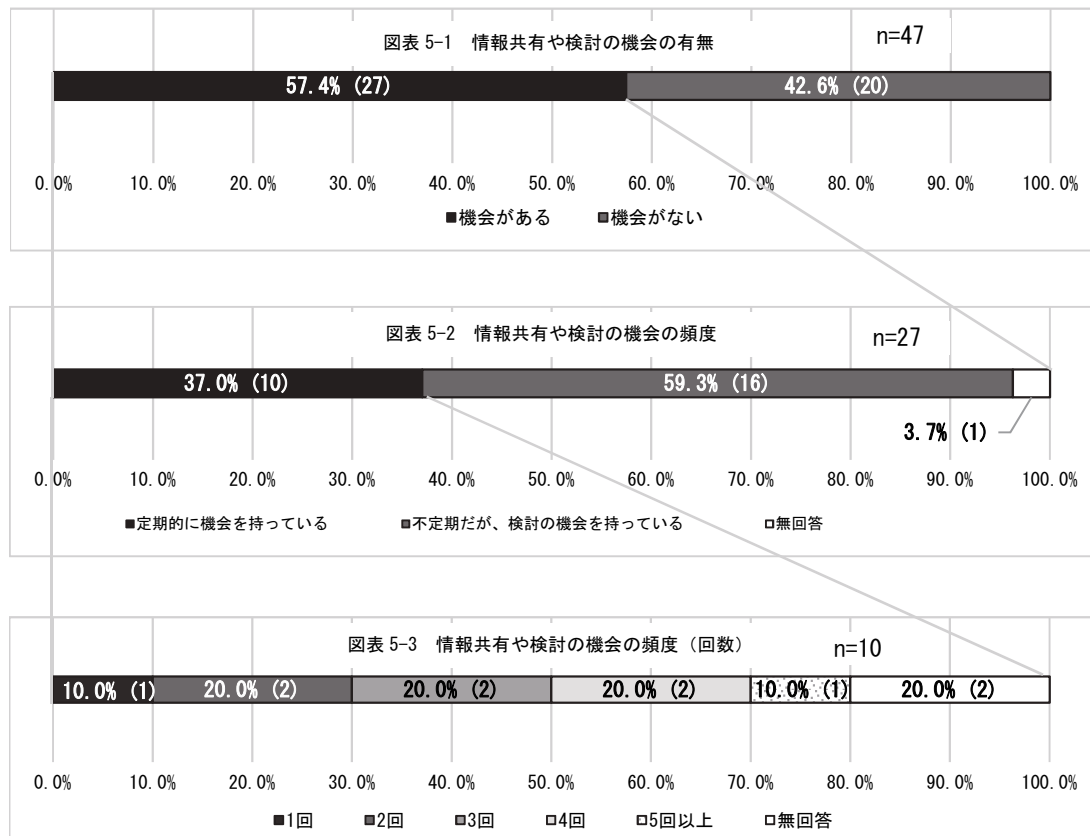 図表 5-1　情報共有や検討の機会の有無
n=47
57.4% (27)
42.6% (20)
0.0% 10.0% 20.0% 30.0% 40.0% 50.0% 60.0% 70.0% 80.0% 90.0% 100.0%
■機会がある ■機会がない
図表 5-2　情報共有や検討の機会の頻度
n=27
37.0% (10)
59.3% (16)
3.7% (1)
0.0% 10.0% 20.0% 30.0% 40.0% 50.0% 60.0% 70.0% 80.0% 90.0% 100.0%
■定期的に機会を持っている ■不定期だが、検討の機会を持っている □無回答
図表 5-3　情報共有や検討の機会の頻度（回数）
n=10
10.0% (1) 20.0% (2) 20.0% (2) 20.0% (2) 10.0% (1) 20.0% (2)
0.0% 10.0% 20.0% 30.0% 40.0% 50.0% 60.0% 70.0% 80.0% 90.0% 100.0%
■1回 ■2回 ■3回 □4回 □5回以上 □無回答